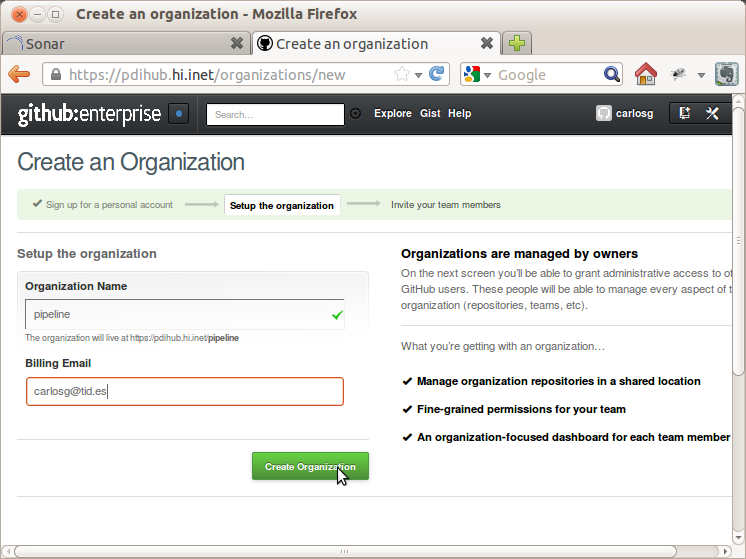 Create an organization - Mozilla Firefox
Sonar
Create an organization
https://pdihub.hi.inet/organizations/new
Google
github:enterprise
Search...
Explore Gist Help
carlosg
Create an Organization
Sign up for a personal account
Setup the organization
Invite your team members
Setup the organization
Organization Name
pipeline
The organization will live at https://pdihub.hi.inet/pipeline
Billing Email
carlosg@tid.es
Create Organization
Organizations are managed by owners
On the next screen you'll be able to grant administrative access to ot
GitHub users. These people will be able to manage every aspect of t
organization (repositories, teams, etc).
What you're getting with an organization…
Manage organization repositories in a shared location
Fine-grained permissions for your team
An organization-focused dashboard for each team member